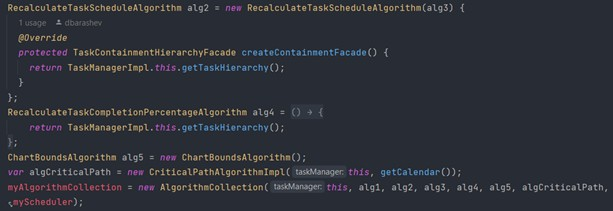 RecalculateTaskScheduleAlgorithm alg2 = new RecalculateTaskScheduleAlgorithm(alg3) {
1 usage dbarashev
@Override
protected TaskContainmentHierarchyFacade createContainmentFacade() {
return TaskManagerImpl.this.getTaskHierarchy();
}
};
RecalculateTaskCompletionPercentageAlgorithm alg4 = () → {
return TaskManagerImpl.this.getTaskHierarchy();
};
ChartBoundsAlgorithm alg5 = new ChartBoundsAlgorithm();
var algCriticalPath = new CriticalPathAlgorithmImpl( taskManager: this, getCalendar());
myAlgorithmCollection = new AlgorithmCollection( taskManager: this, alg1, alg2, alg3, alg4, alg5, algCriticalPath,
myScheduler);